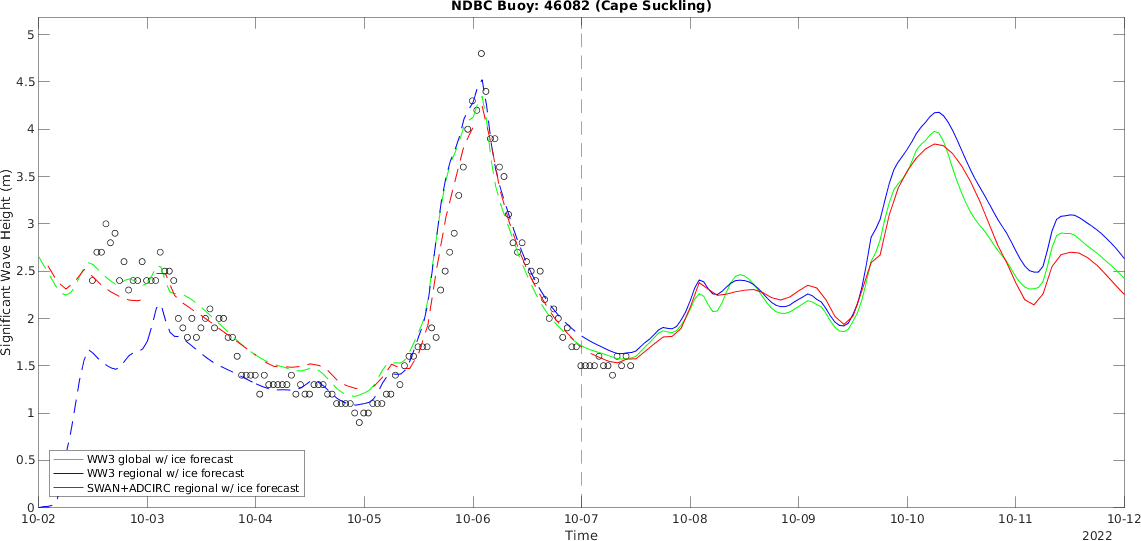 NDBC Buoy: 46082 (Cape Suckling)
5
4.5
4
3.5
3
2.5
2
1.5
1
0.5
0
Significant Wave Height (m)
WW3 global w/ ice forecast
WW3 regional w/ ice forecast
SWAN+ADCIRC regional w/ ice forecast
10-02 10-03 10-04 10-05 10-06 10-07 10-08 10-09 10-10 10-11 10-12
Time
2022